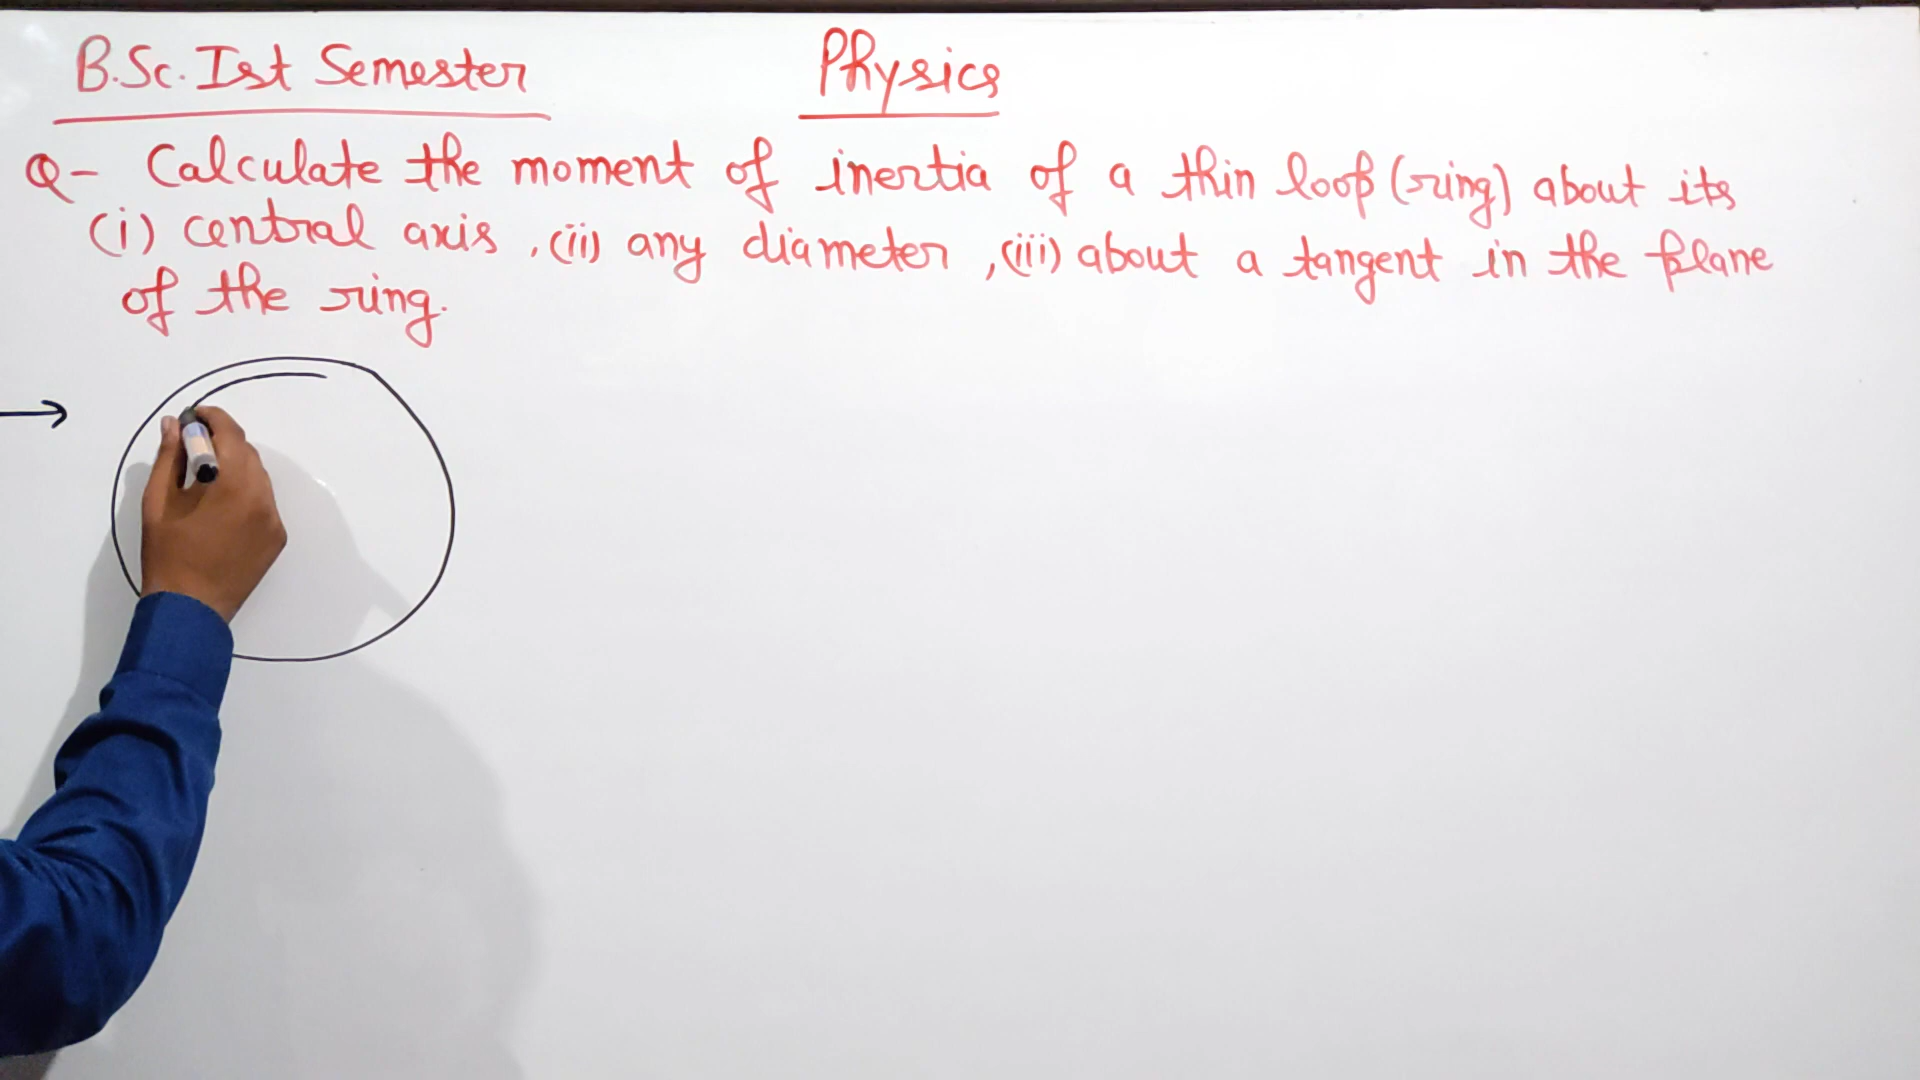 B.Sc. Ist Semester Physics
Q- Calculate the moment of inertia of a thin loop (ring) about its
(i) central axis, (ii) any diameter, (iii) about a tangent in the plane
of the ring.